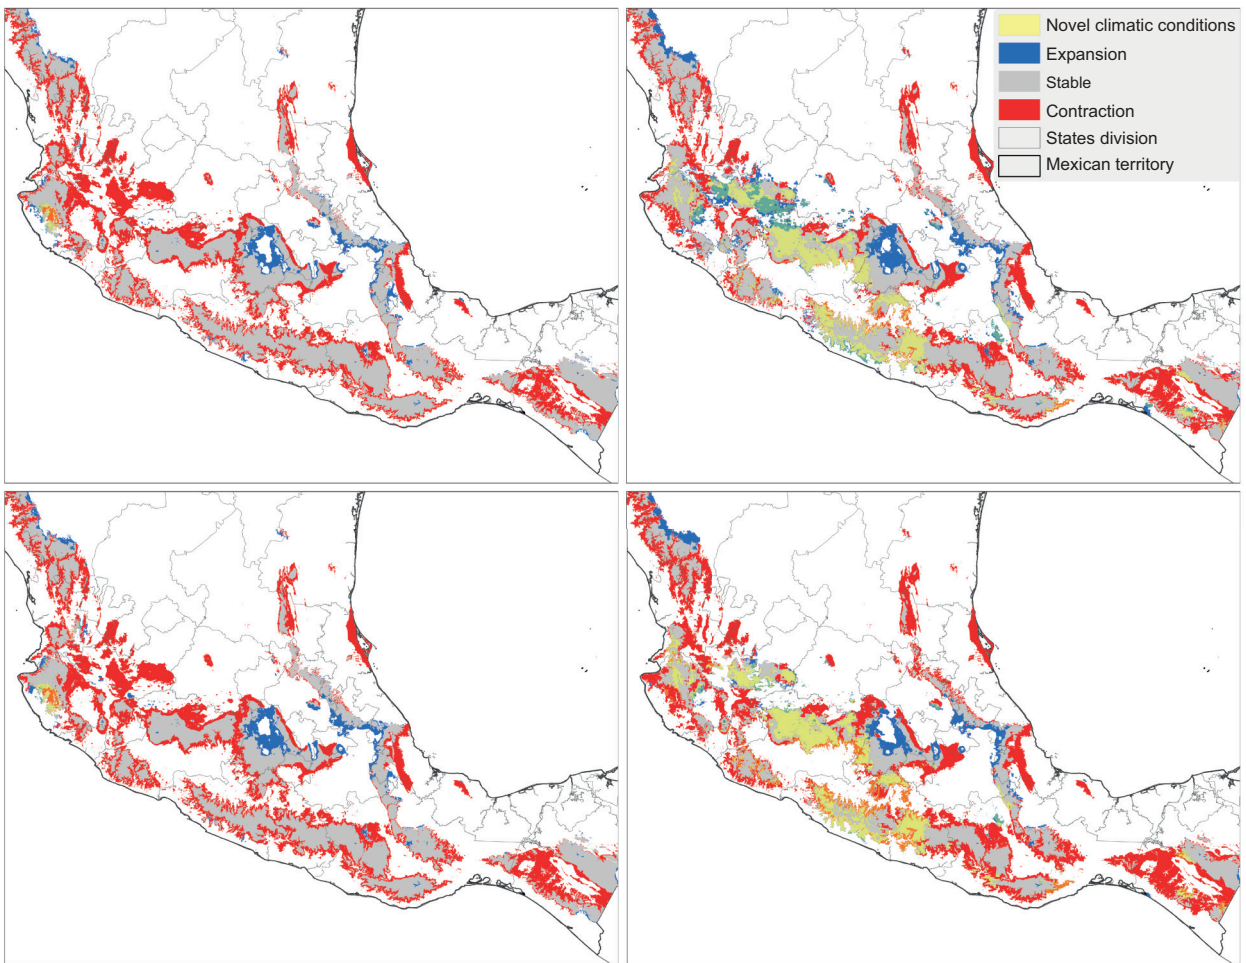 Novel climatic conditions
Expansion
Stable
Contraction
States division
Mexican territory